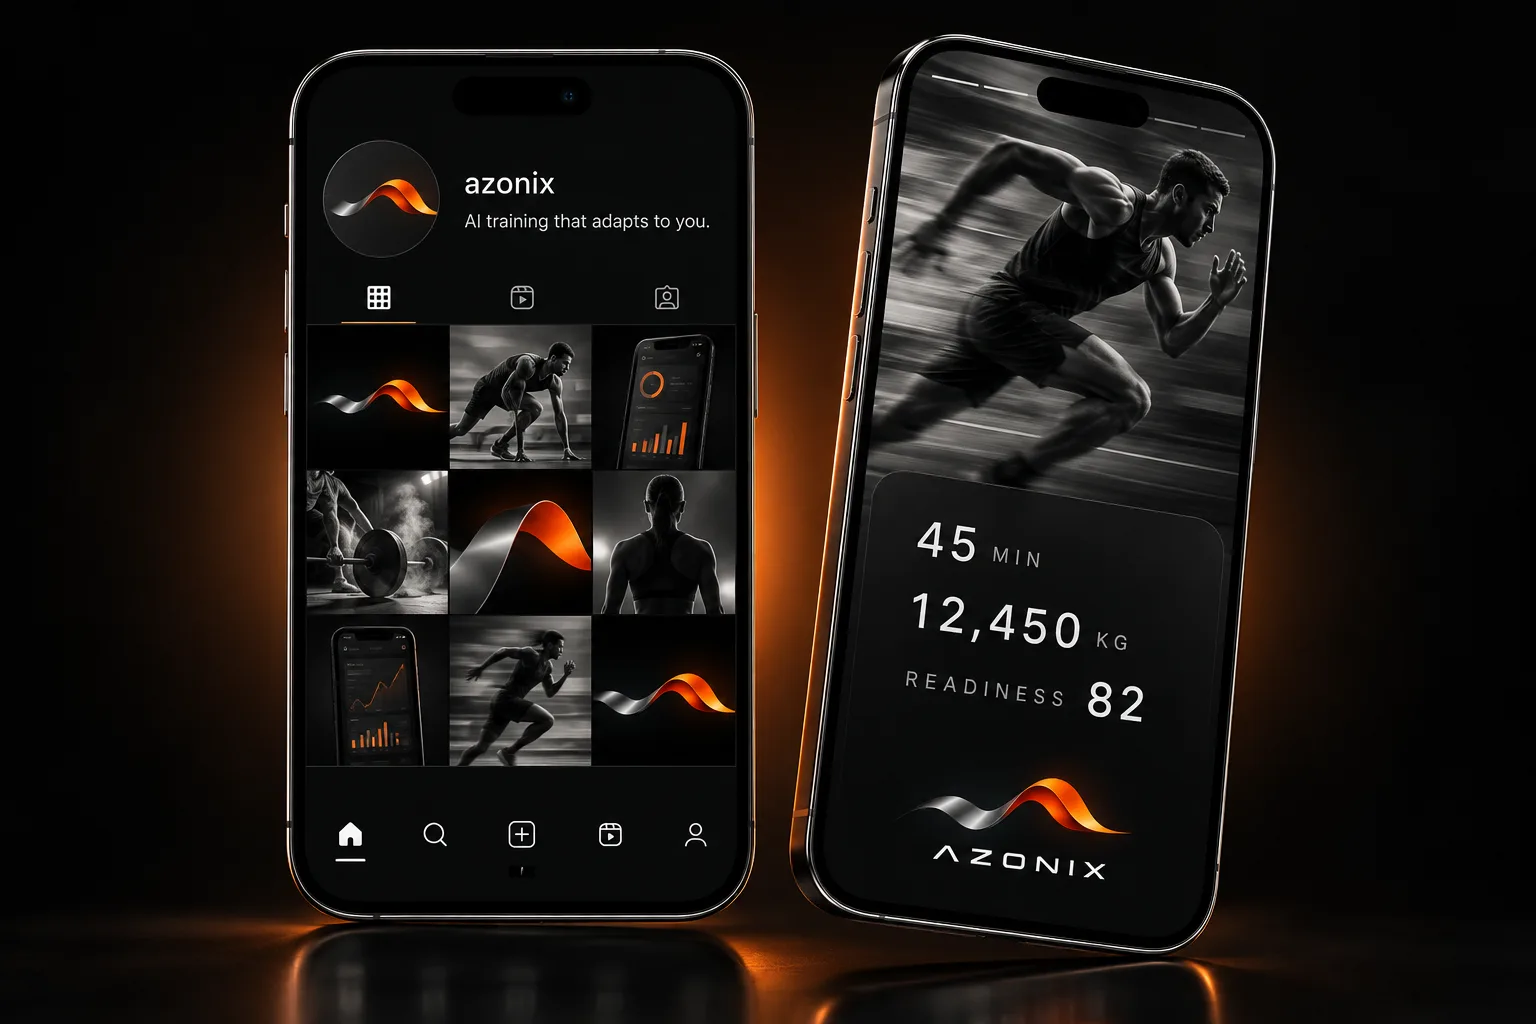 azonix
AI training that adapts to you.
45 MIN
12,450 KG
READINESS 82
AZONIX